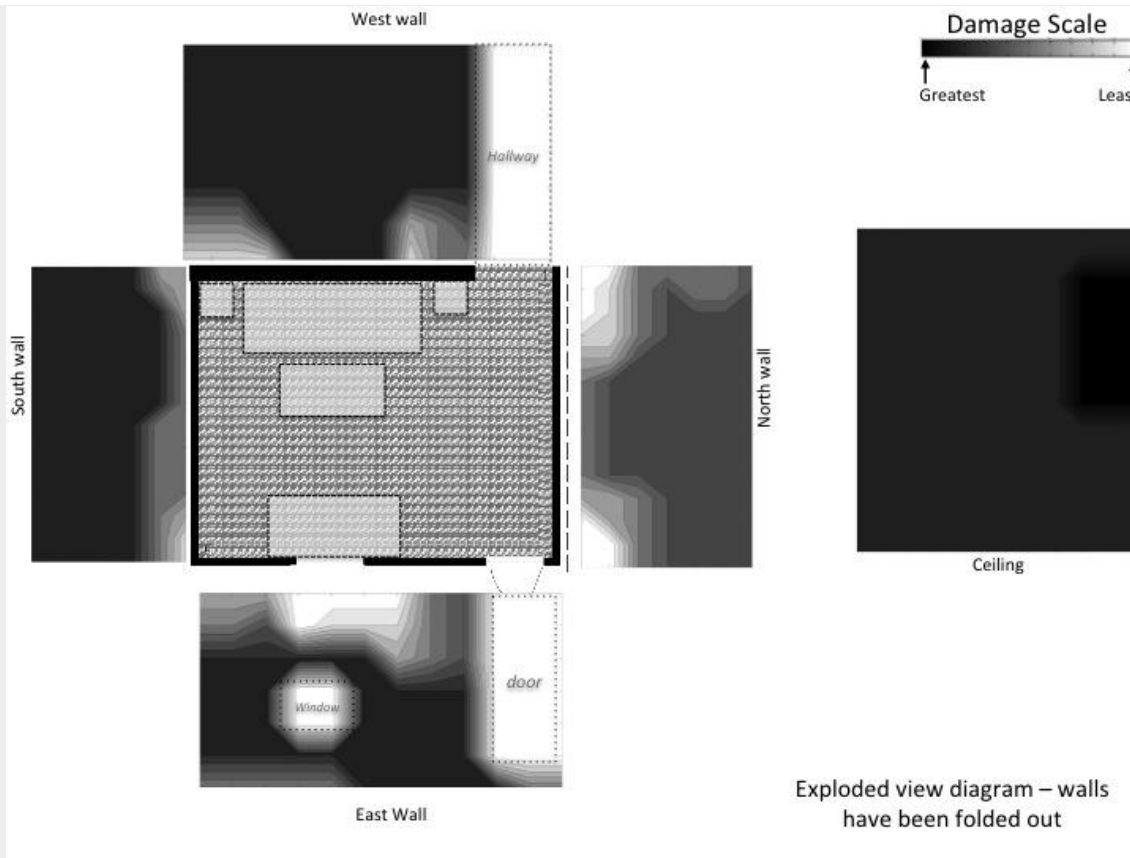 West wall
Damage Scale
Greatest
Leas
Hallway
South wall
North wall
Ceiling
Window
door
East Wall
Exploded view diagram – walls
have been folded out